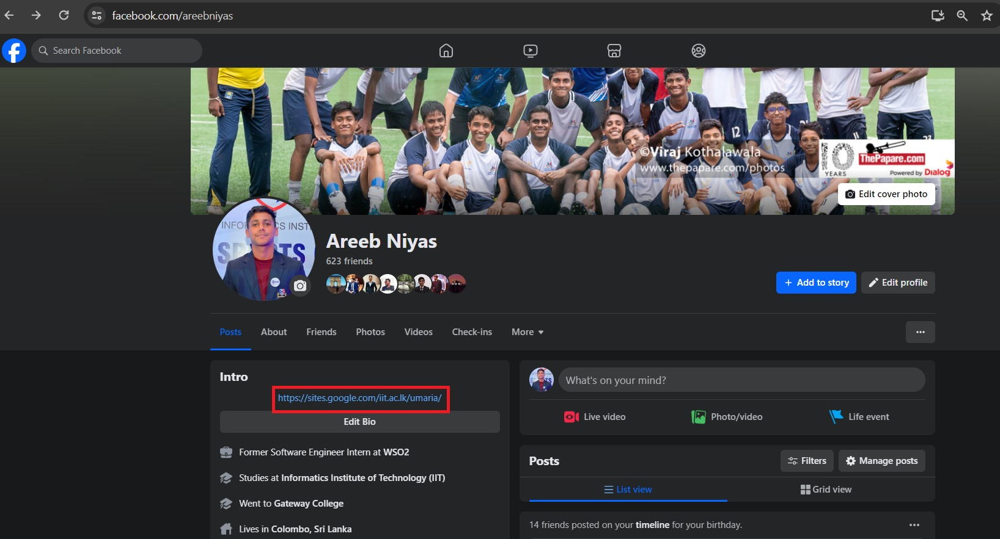 facebook.com/areebniyas
Search Facebook
12
23
©Viraj Kothalawala
www.thepapare.com/photos
10
YEARS
ThePapare.com
Powered by Dialog
Edit cover photo
INFO CS INST
SP RTS
Areeb Niyas
623 friends
+ Add to story
Edit profile
Posts
About
Friends
Photos
Videos
Check-ins
More
Intro
https://sites.google.com/iit.ac.lk/umaria/
Edit Bio
Former Software Engineer Intern at WSO2
Studies at Informatics Institute of Technology (IIT)
Went to Gateway College
Lives in Colombo, Sri Lanka
What's on your mind?
Live video
Photo/video
Life event
Posts
Filters
Manage posts
List view
Grid view
14 friends posted on your timeline for your birthday.